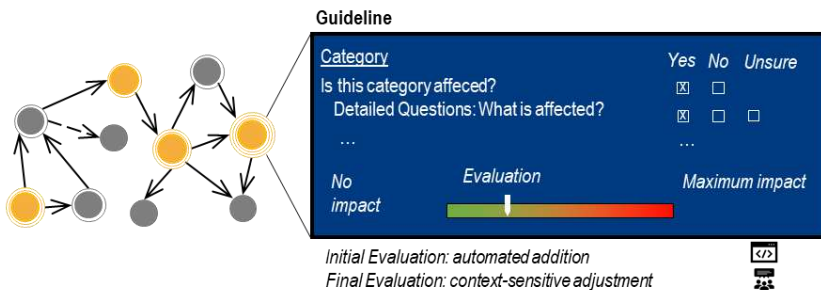 Guideline
Category Yes No Unsure
Is this category affeced? X
Detailed Questions: What is affected? X
... ...
No impact Evaluation Maximum impact
Initial Evaluation: automated addition </>
Final Evaluation: context-sensitive adjustment